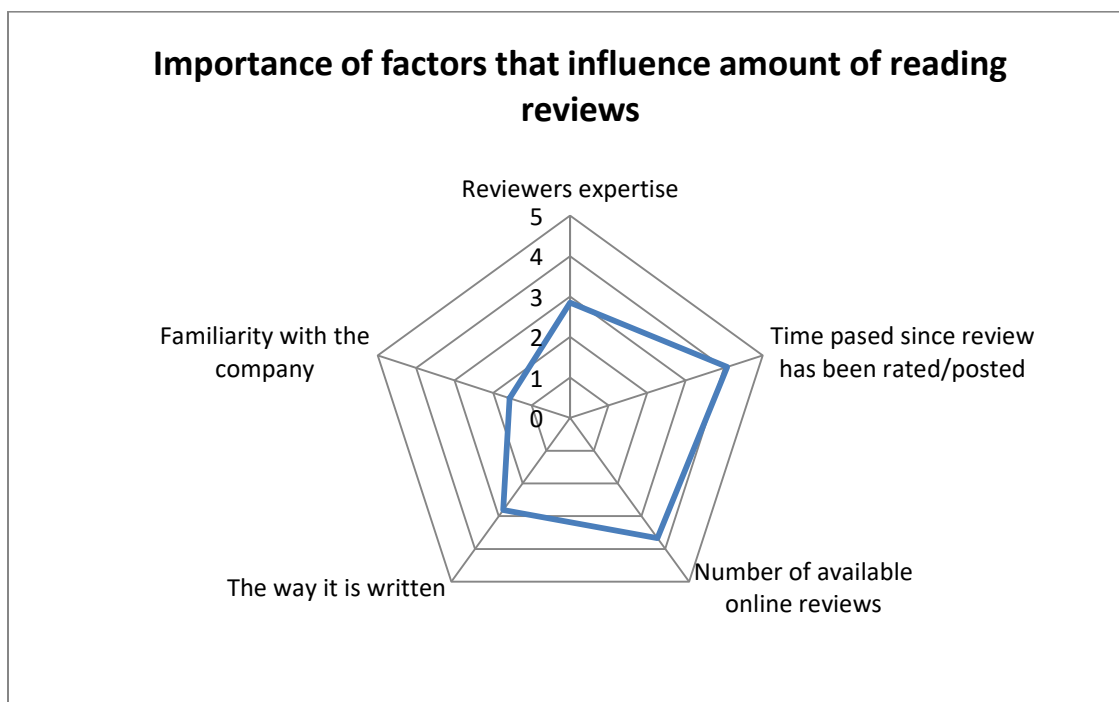 Importance of factors that influence amount of reading
reviews
Reviewers expertise
5
4
3
2
1
0
Time pased since review
has been rated/posted
Number of available
online reviews
The way it is written
Familiarity with the
company